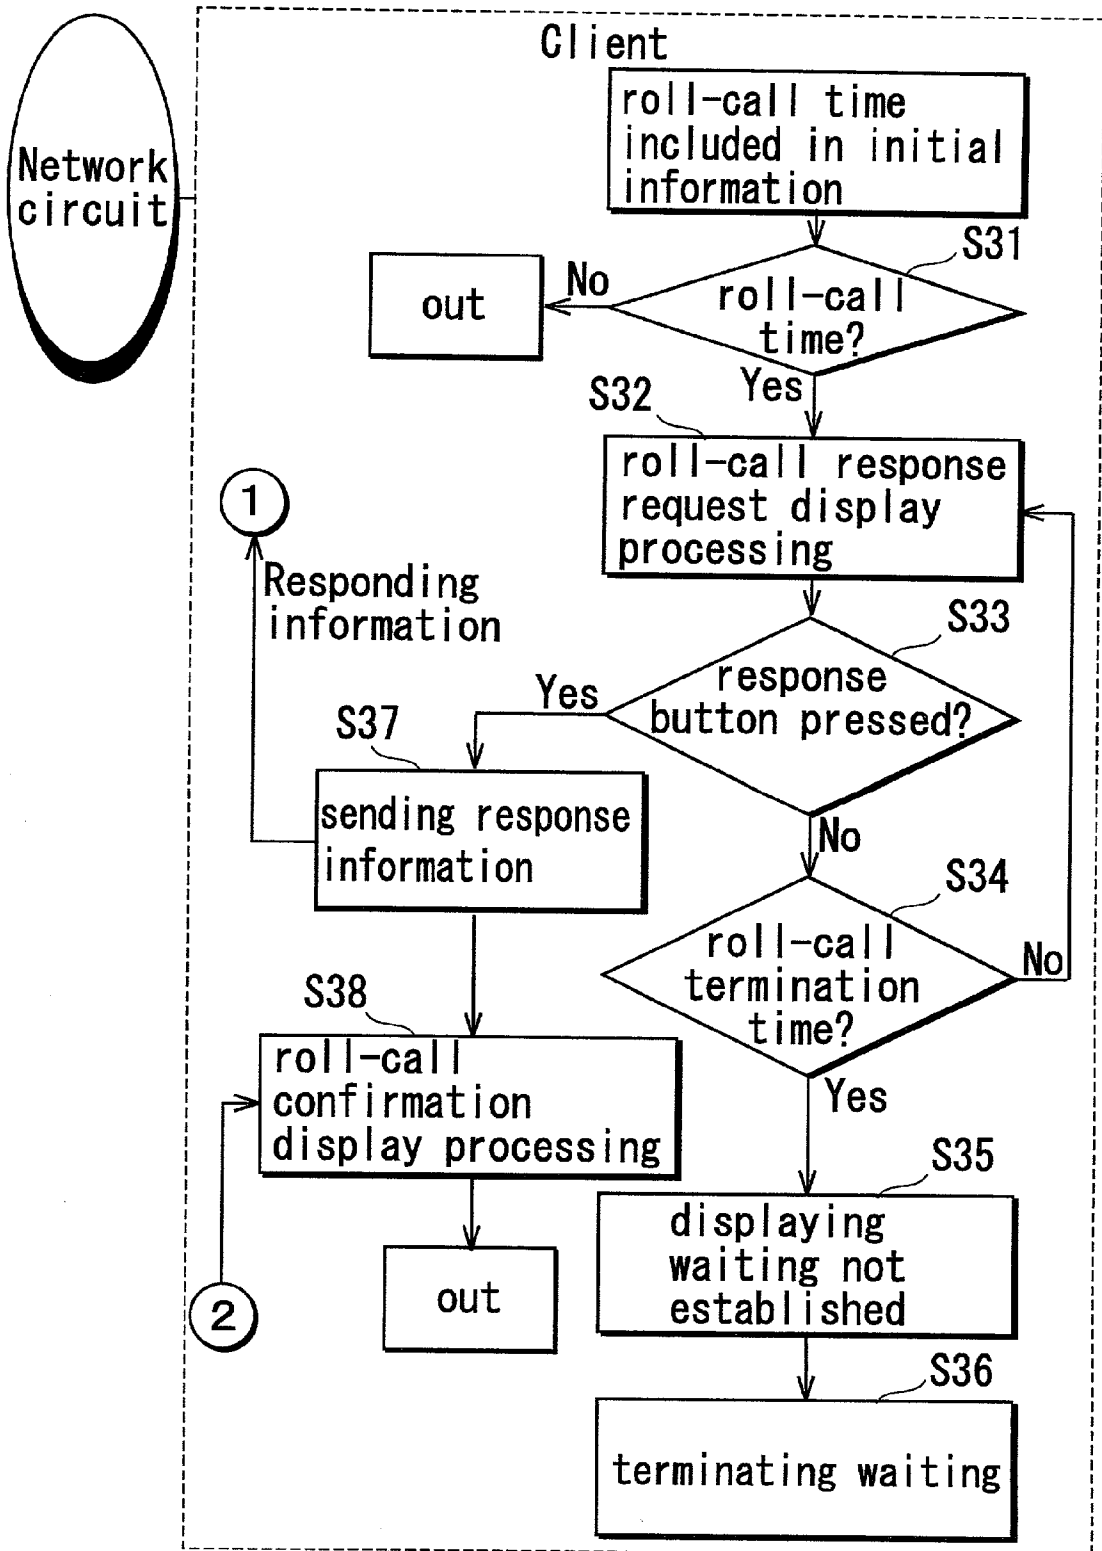 Client
Network
circuit
roll-call time
included in initial
information
S31
No
roll-call
time?
out
Yes
S32
roll-call response
request display
processing
1
Responding
information
S33
response
button pressed?
Yes
S37
sending response
information
No
S34
roll-call
termination
time?
No
S38
roll-call
confirmation
display processing
Yes
S35
displaying
waiting not
established
out
2
S36
terminating waiting